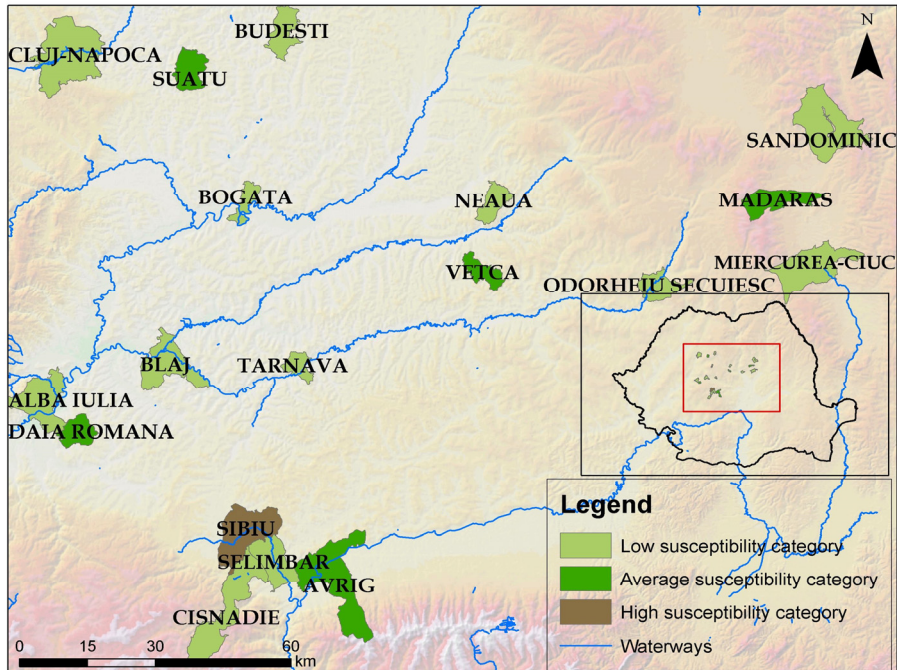 BUDESTI
N
CLUJ-NAPOCA
SUATU
SANDOMINIC
BOGATA
NEAUA
MADARAS
VETCA
MIERCUREA-CIUC
ODORHEIU SECUIESC
BLAJ
TARNAVA
ALBA IULIA
DAIA ROMANA
SIBIU
SELIMBAR
AVRIG
CISNADIE
Legend
Low susceptibility category
Average susceptibility category
High susceptibility category
Waterways
0 15 30 60
km